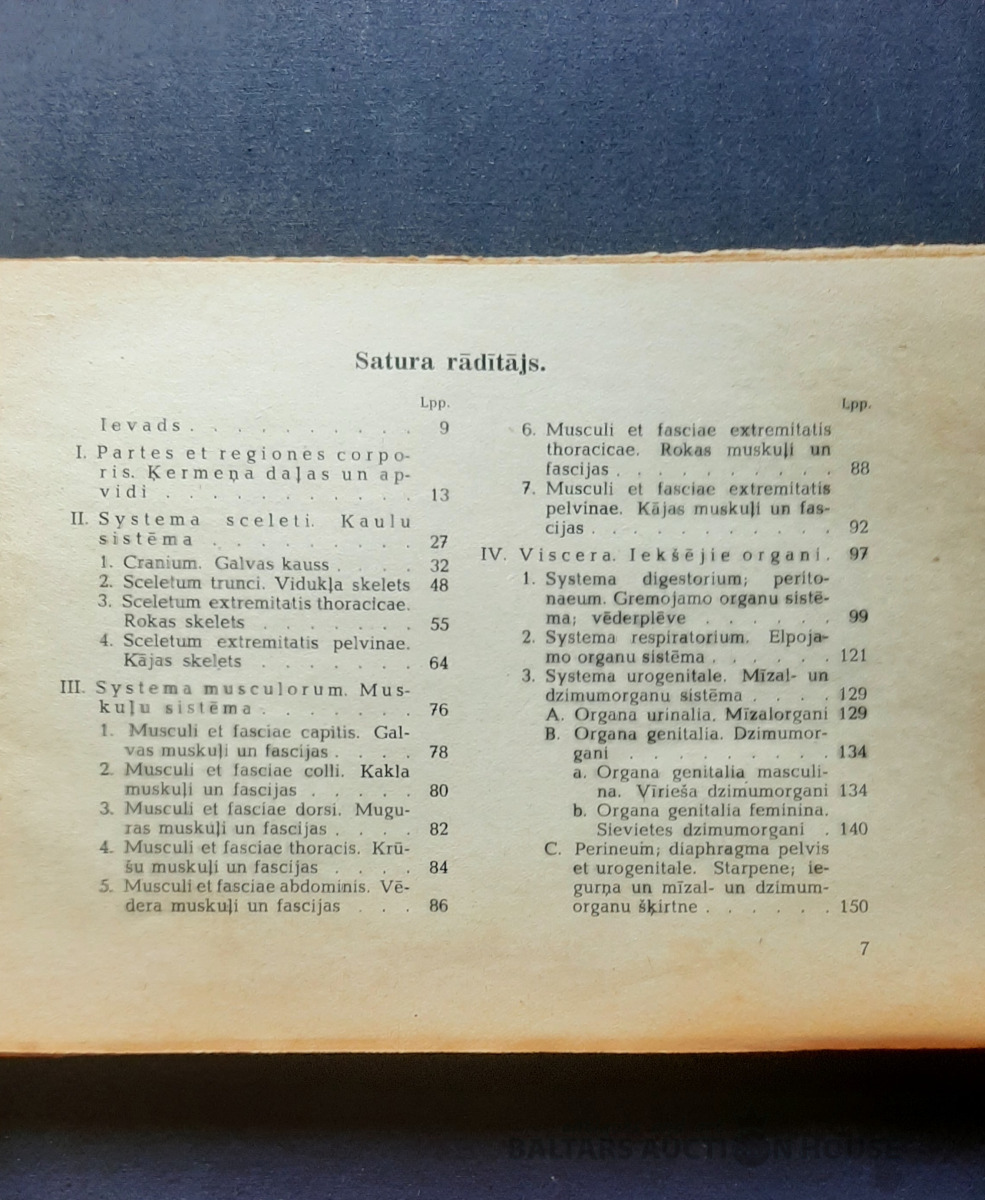 Satura rādītājs.
Lpp.
Ievads . . . . . . . . . . 9
I. Partes et regiones corpo-
ris. Ķermeņa daļas un ap-
vidi . . . . . . . . . . . 13
II. Systema sceleti. Kaulu
sistēma . . . . . . . . . 27
1. Cranium. Galvas kauss . . . . 32
2. Sceletum trunci. Vidukļa skelets 48
3. Sceletum extremitatis thoracicae.
Rokas skelets . . . . . . . 55
4. Sceletum extremitatis pelvinae.
Kājas skelets . . . . . . . 64
III. Systema musculorum. Mus-
kuļu sistēma . . . . . . . 76
1. Musculi et fasciae capitis. Gal-
vas muskuļi un fascijas . . . 78
2. Musculi et fasciae colli. Kakla
muskuļi un fascijas . . . . . 80
3. Musculi et fasciae dorsi. Mugu-
ras muskuļi un fascijas . . . . 82
4. Musculi et fasciae thoracis. Krū-
šu muskuļi un fascijas . . . . 84
5. Musculi et fasciae abdominis. Vē-
dera muskuļi un fascijas . . . 86
Lpp.
6. Musculi et fasciae extremitatis
thoracicae. Rokas muskuļi un
fascijas . . . . . . . . . . 88
7. Musculi et fasciae extremitatis
pelvinae. Kājas muskuļi un fas-
cijas . . . . . . . . . . . 92
IV. Viscera. Iekšējie organi. 97
1. Systema digestorium; perito-
naeum. Gremojamo organu sistē-
ma; vēderplēve . . . . . . 99
2. Systema respiratorium. Elpoja-
mo organu sistēma . . . . . . 121
3. Systema urogenitale. Mīzal- un
dzimumorganu sistēma . . . . 129
A. Organa urinalia. Mīzalorgani 129
B. Organa genitalia. Dzimumor-
gani . . . . . . . . . 134
a. Organa genitalia masculi-
na. Vīrieša dzimumorgani 134
b. Organa genitalia feminina.
Sievietes dzimumorgani . 140
C. Perineum; diaphragma pelvis
et urogenitale. Starpene; ie-
gurņa un mīzal- un dzimum-
organu šķirtne . . . . . . 150
7
BALTARS AUCTION HOUSE